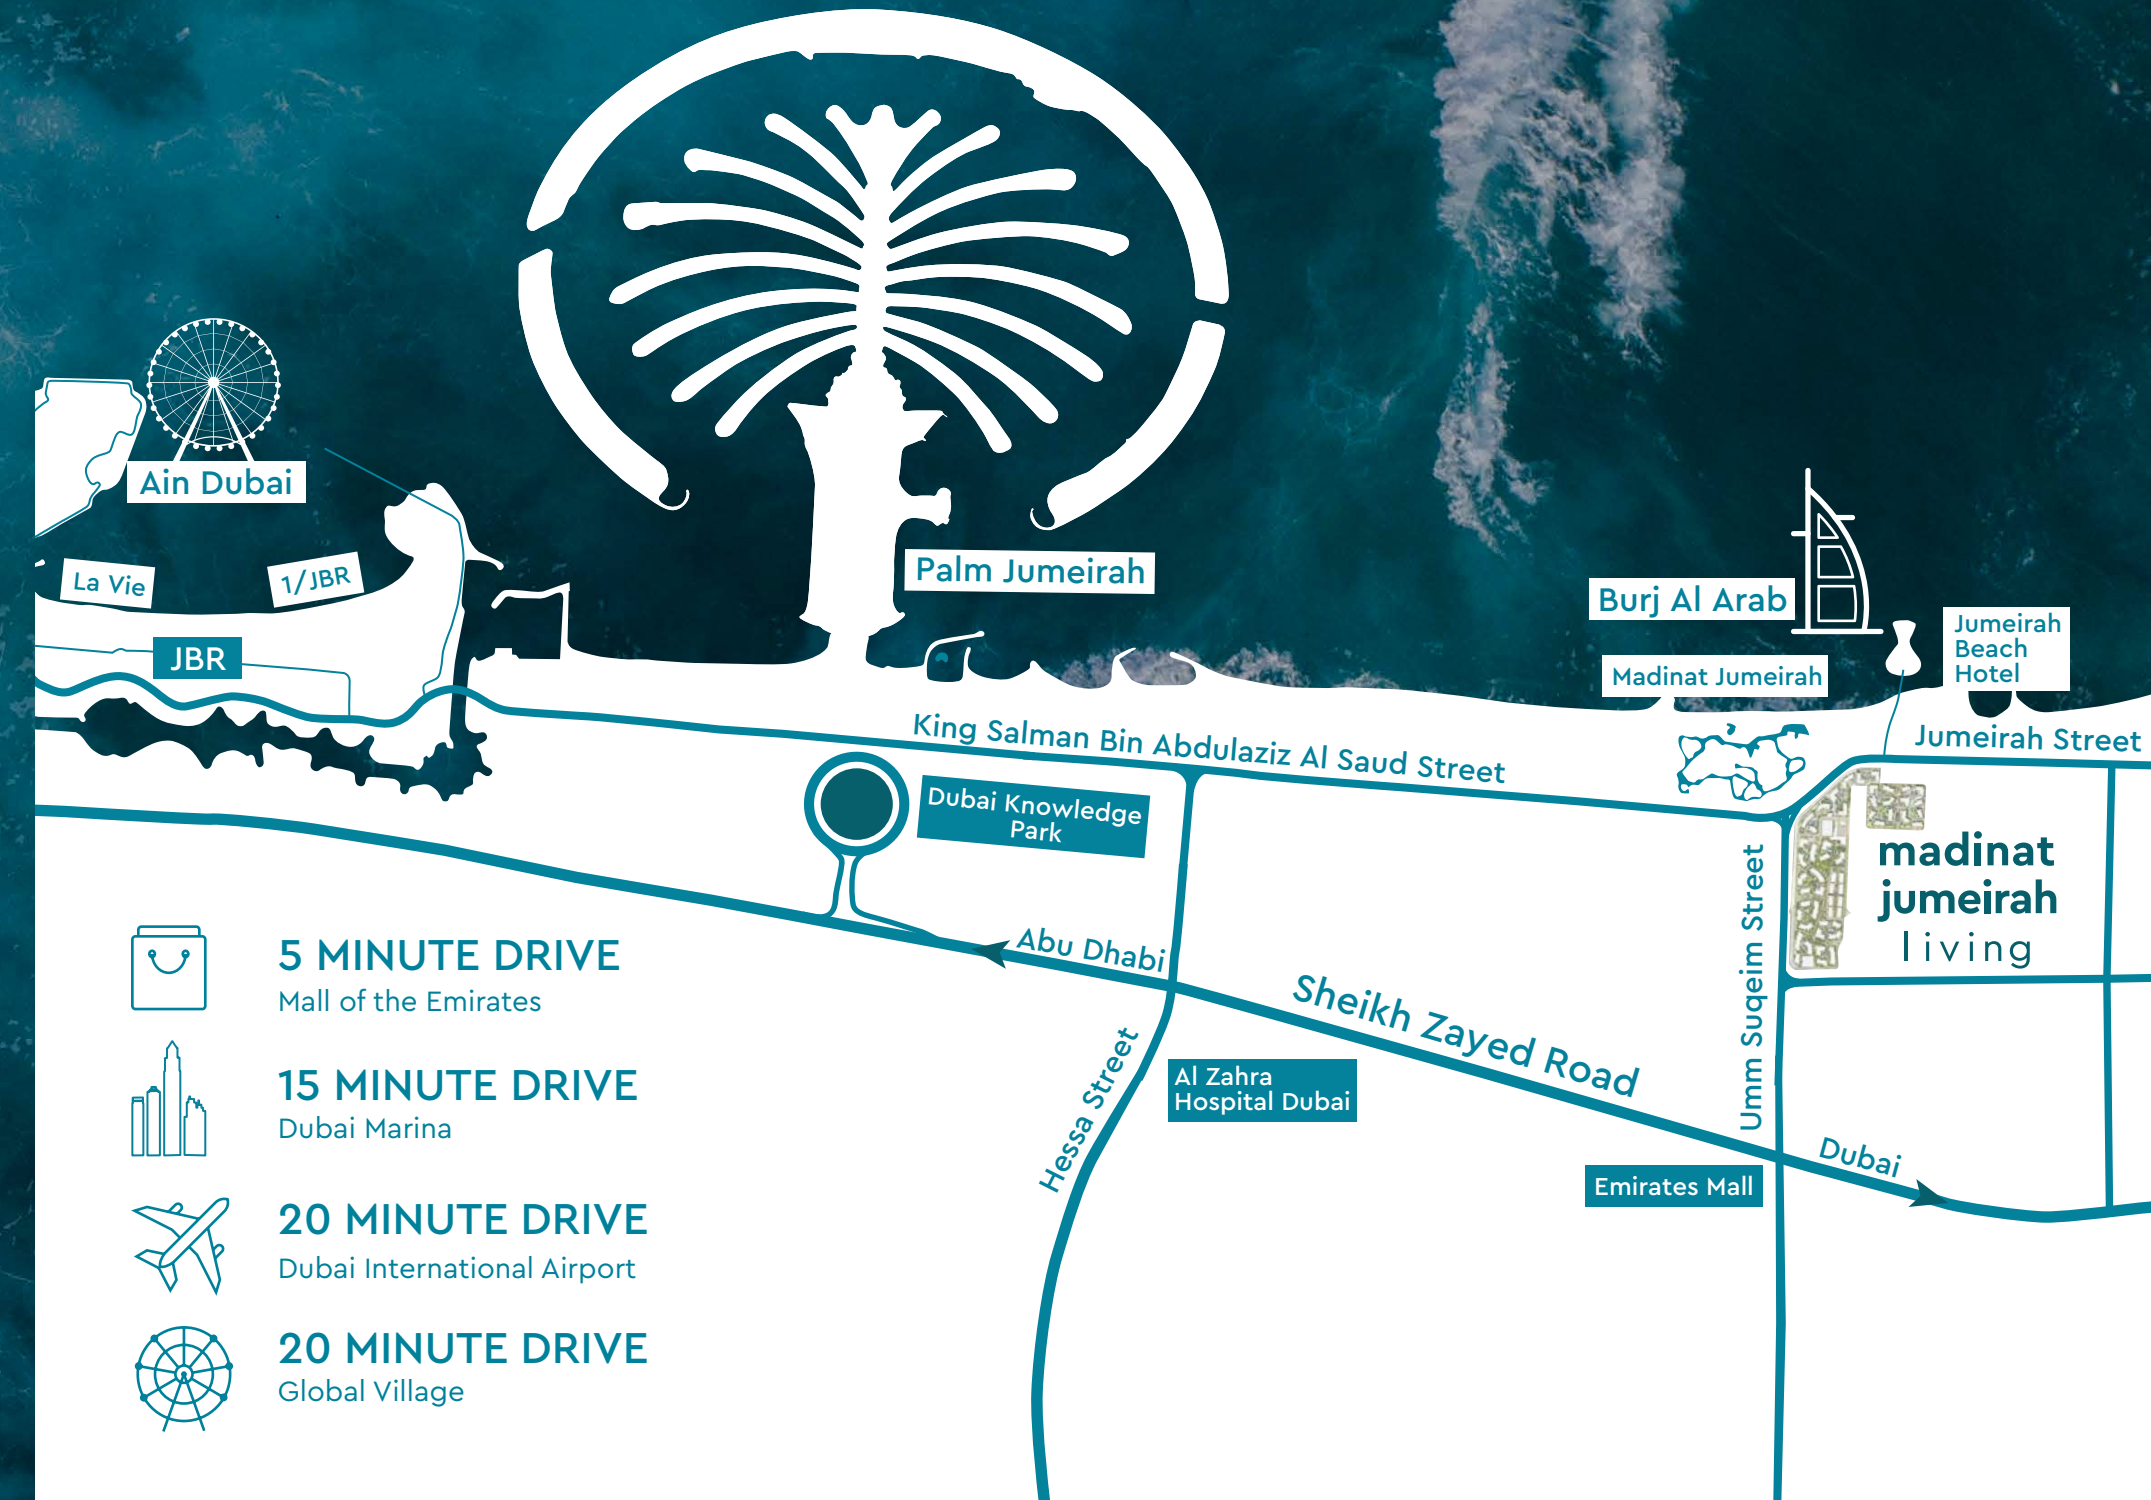 Ain Dubai
La Vie
1/JBR
JBR
Palm Jumeirah
Burj Al Arab
Jumeirah
Beach
Hotel
Madinat Jumeirah
King Salman Bin Abdulaziz Al Saud Street
Jumeirah Street
Dubai Knowledge
Park
madinat
jumeirah
living
Umm Suqeim Street
Abu Dhabi
Sheikh Zayed Road
Hessa Street
Al Zahra
Hospital Dubai
Dubai
Emirates Mall
5 MINUTE DRIVE
Mall of the Emirates
15 MINUTE DRIVE
Dubai Marina
20 MINUTE DRIVE
Dubai International Airport
20 MINUTE DRIVE
Global Village